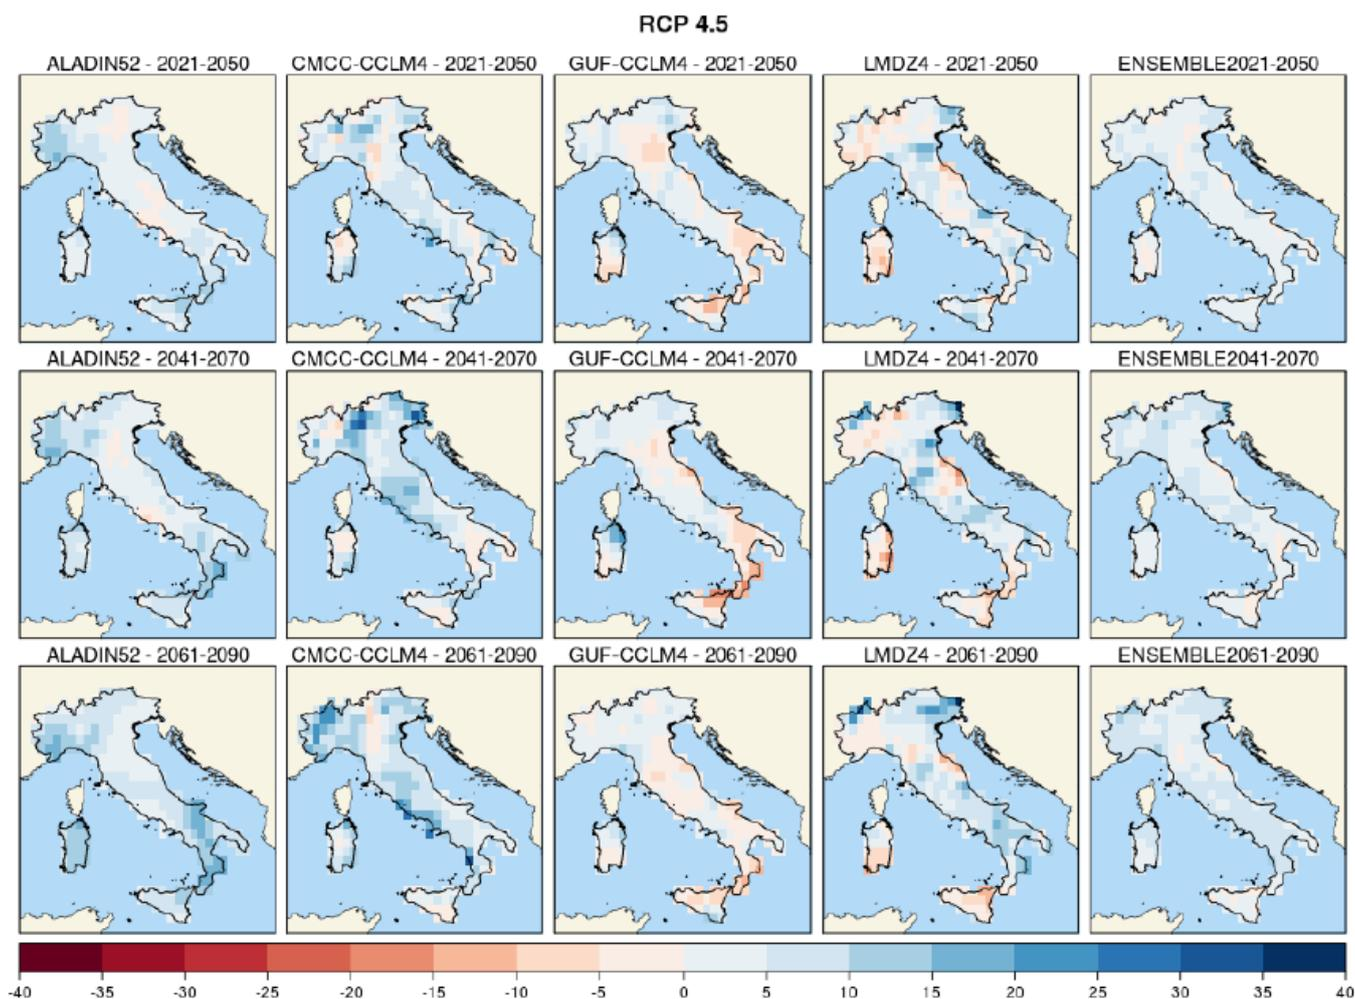 RCP 4.5
ALADIN52 - 2021-2050 CMCC-CCLM4 - 2021-2050 GUF-CCLM4 - 2021-2050 LMDZ4 - 2021-2050 ENSEMBLE2021-2050
ALADIN52 - 2041-2070 CMCC-CCLM4 - 2041-2070 GUF-CCLM4 - 2041-2070 LMDZ4 - 2041-2070 ENSEMBLE2041-2070
ALADIN52 - 2061-2090 CMCC-CCLM4 - 2061-2090 GUF-CCLM4 - 2061-2090 LMDZ4 - 2061-2090 ENSEMBLE2061-2090
-40 -35 -30 -25 -20 -15 -10 -5 0 5 10 15 20 25 30 35 40